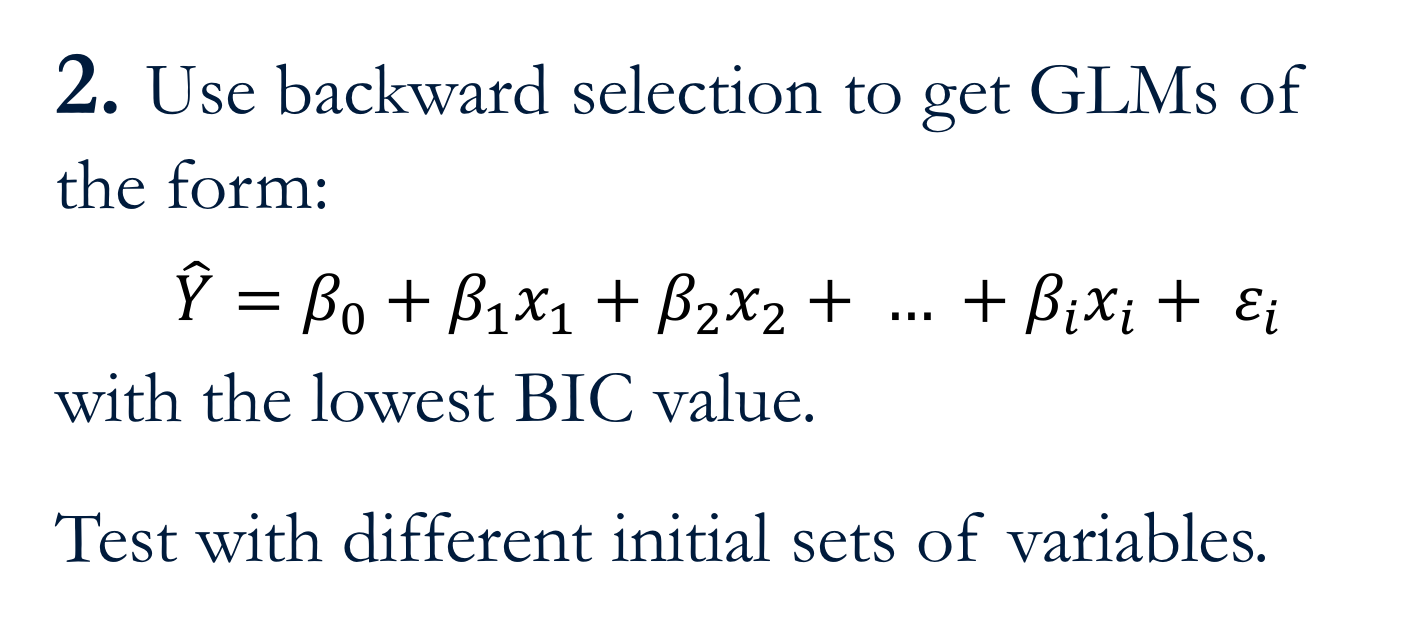 2. Use backward selection to get GLMs of
the form:
Ŷ = β₀ + β₁x₁ + β₂x₂ + ... + βᵢxᵢ + εᵢ
with the lowest BIC value.
Test with different initial sets of variables.